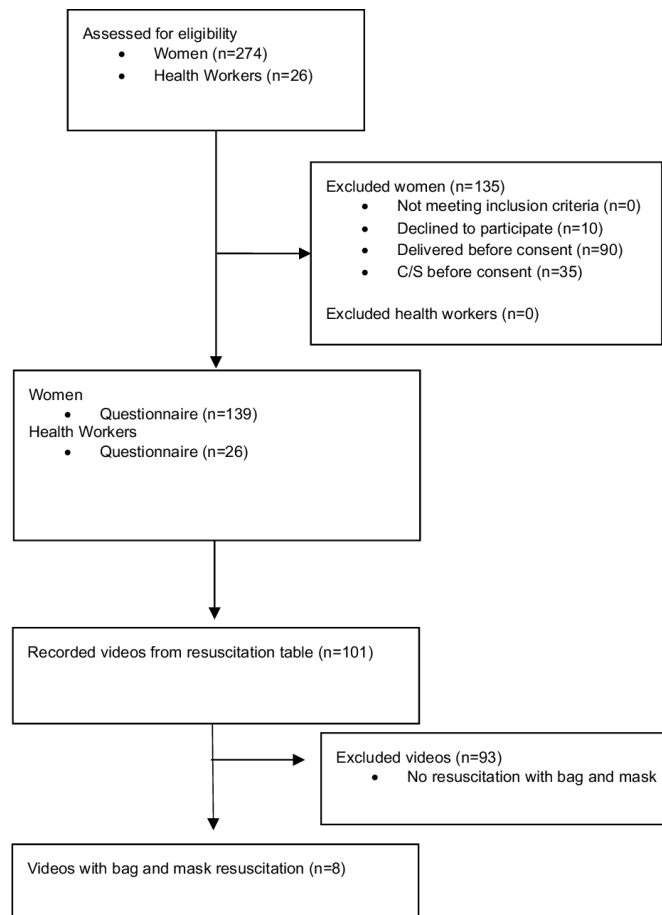 Assessed for eligibility
• Women (n=274)
• Health Workers (n=26)
Excluded women (n=135)
• Not meeting inclusion criteria (n=0)
• Declined to participate (n=10)
• Delivered before consent (n=90)
• C/S before consent (n=35)
Excluded health workers (n=0)
Women
• Questionnaire (n=139)
Health Workers
• Questionnaire (n=26)
Recorded videos from resuscitation table (n=101)
Excluded videos (n=93)
• No resuscitation with bag and mask
Videos with bag and mask resuscitation (n=8)